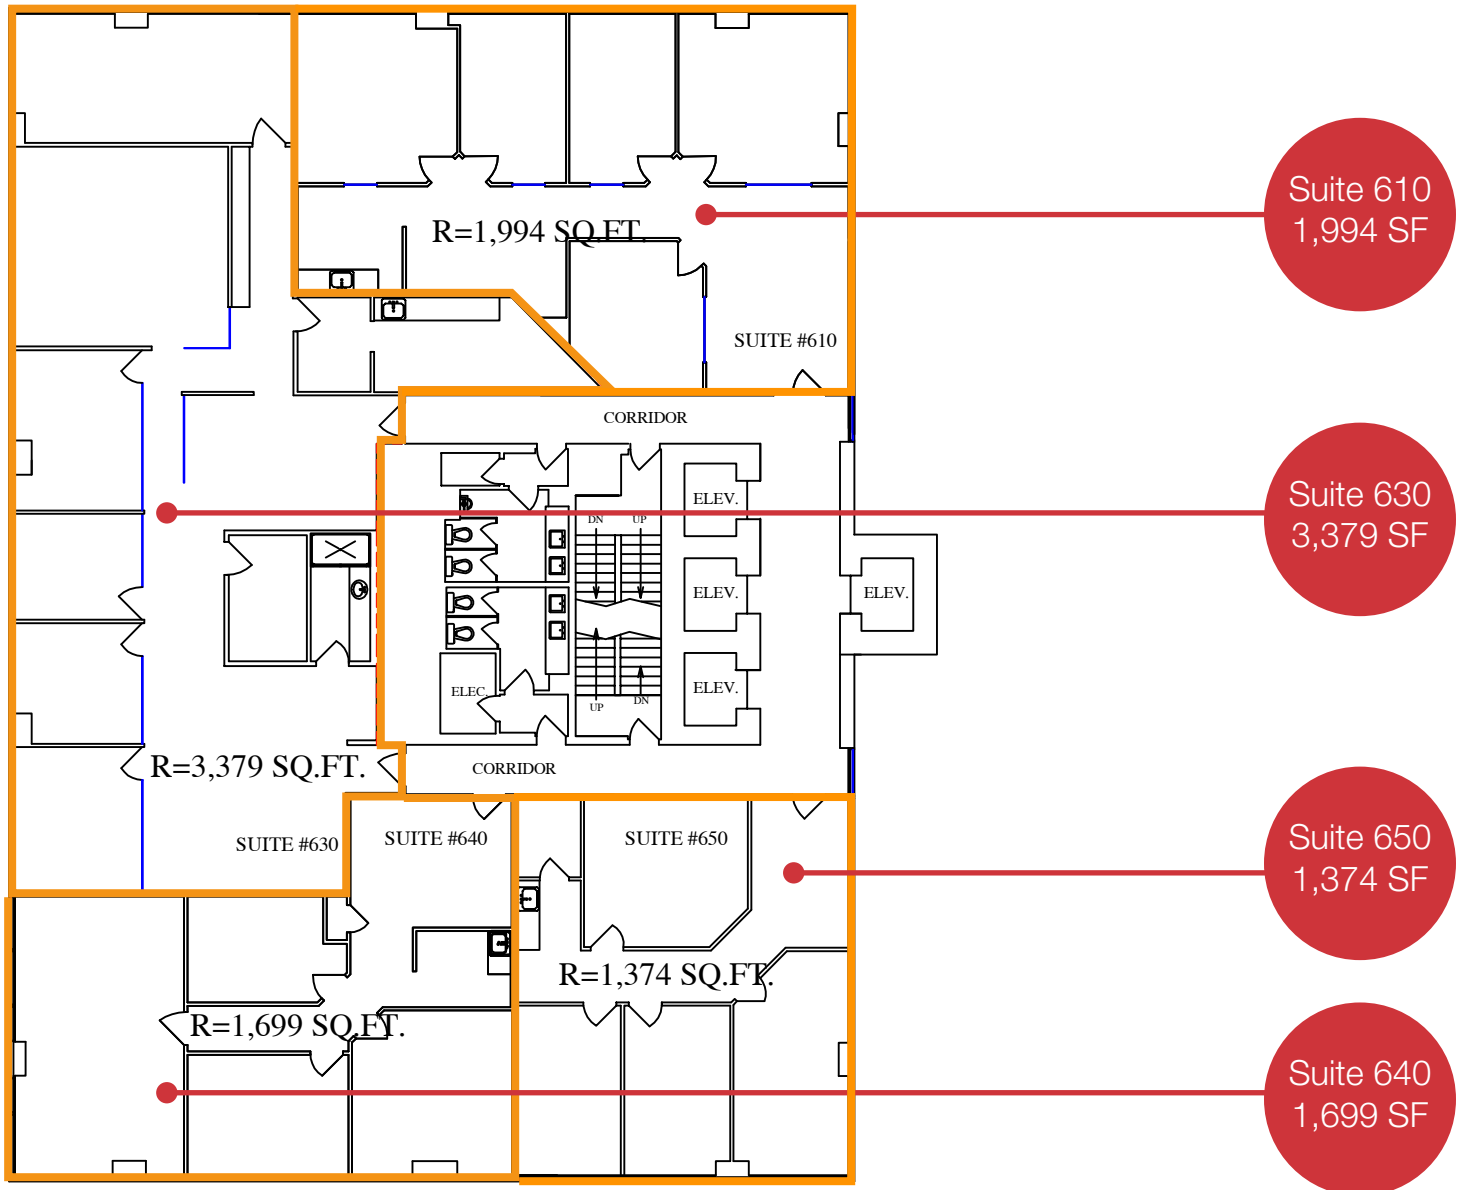 Suite 610
1,994 SF
R=1,994 SQ.FT.
SUITE #610
CORRIDOR
ELEV.
DN
UP
Suite 630
3,379 SF
ELEV.
ELEV.
ELEC.
ELEV.
UP
DN
R=3,379 SQ.FT.
CORRIDOR
SUITE #630
SUITE #640
SUITE #650
Suite 650
1,374 SF
R=1,374 SQ.FT.
R=1,699 SQ.FT.
Suite 640
1,699 SF